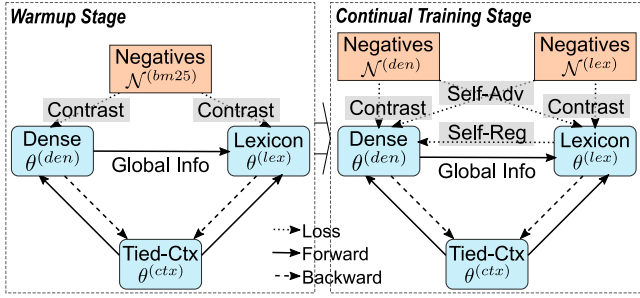 Warmup Stage
Negatives
𝒩^(bm25)
Contrast
Contrast
Dense
θ^(den)
Global Info
Lexicon
θ^(lex)
Tied-Ctx
θ^(ctx)
Loss
Forward
Backward
Continual Training Stage
Negatives
𝒩^(den)
Negatives
𝒩^(lex)
Contrast
Self-Adv
Contrast
Dense
θ^(den)
Self-Reg
Global Info
Lexicon
θ^(lex)
Tied-Ctx
θ^(ctx)